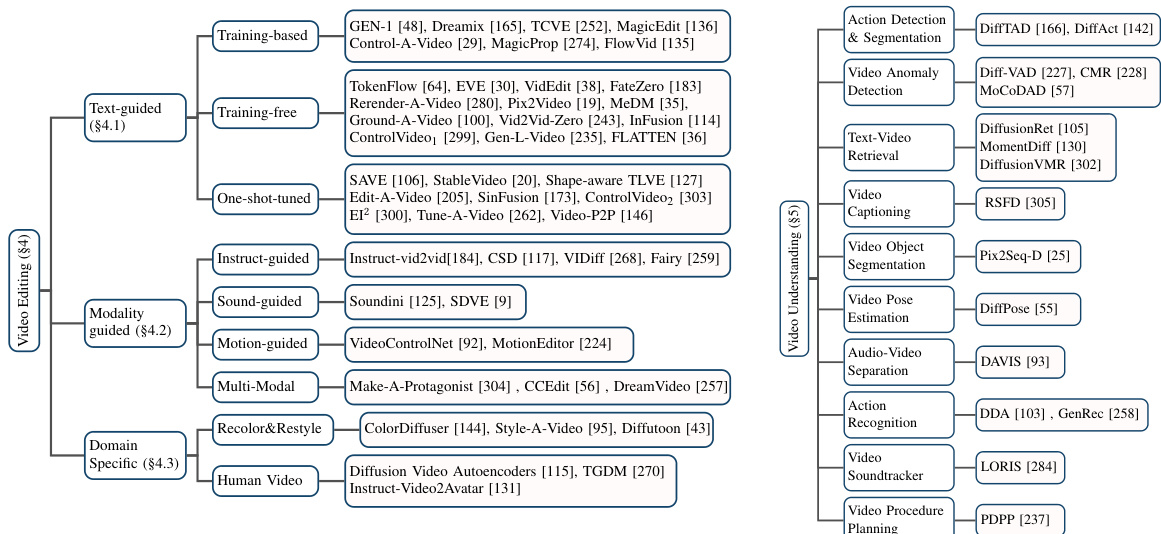 Video Editing (§4)
Text-guided
(§4.1)
Training-based
GEN-1 [48], Dreamix [165], TCVE [252], MagicEdit [136]
Control-A-Video [29], MagicProp [274], FlowVid [135]
Training-free
TokenFlow [64], EVE [30], VidEdit [38], FateZero [183]
Rerender-A-Video [280], Pix2Video [19], MeDM [35],
Ground-A-Video [100], Vid2Vid-Zero [243], InFusion [114]
ControlVideo₁ [299], Gen-L-Video [235], FLATTEN [36]
One-shot-tuned
SAVE [106], StableVideo [20], Shape-aware TLVE [127]
Edit-A-Video [205], SinFusion [173], ControlVideo₂ [303]
EI² [300], Tune-A-Video [262], Video-P2P [146]
Modality
guided (§4.2)
Instruct-guided
Instruct-vid2vid[184], CSD [117], VIDiff [268], Fairy [259]
Sound-guided
Soundini [125], SDVE [9]
Motion-guided
VideoControlNet [92], MotionEditor [224]
Multi-Modal
Make-A-Protagonist [304] , CCEdit [56] , DreamVideo [257]
Domain
Specific (§4.3)
Recolor&Restyle
ColorDiffuser [144], Style-A-Video [95], Diffutoon [43]
Human Video
Diffusion Video Autoencoders [115], TGDM [270]
Instruct-Video2Avatar [131]
Video Understanding (§5)
Action Detection
& Segmentation
DiffTAD [166], DiffAct [142]
Video Anomaly
Detection
Diff-VAD [227], CMR [228]
MoCoDAD [57]
Text-Video
Retrieval
DiffusionRet [105]
MomentDiff [130]
DiffusionVMR [302]
Video
Captioning
RSFD [305]
Video Object
Segmentation
Pix2Seq-D [25]
Video Pose
Estimation
DiffPose [55]
Audio-Video
Separation
DAVIS [93]
Action
Recognition
DDA [103] , GenRec [258]
Video
Soundtracker
LORIS [284]
Video Procedure
Planning
PDPP [237]